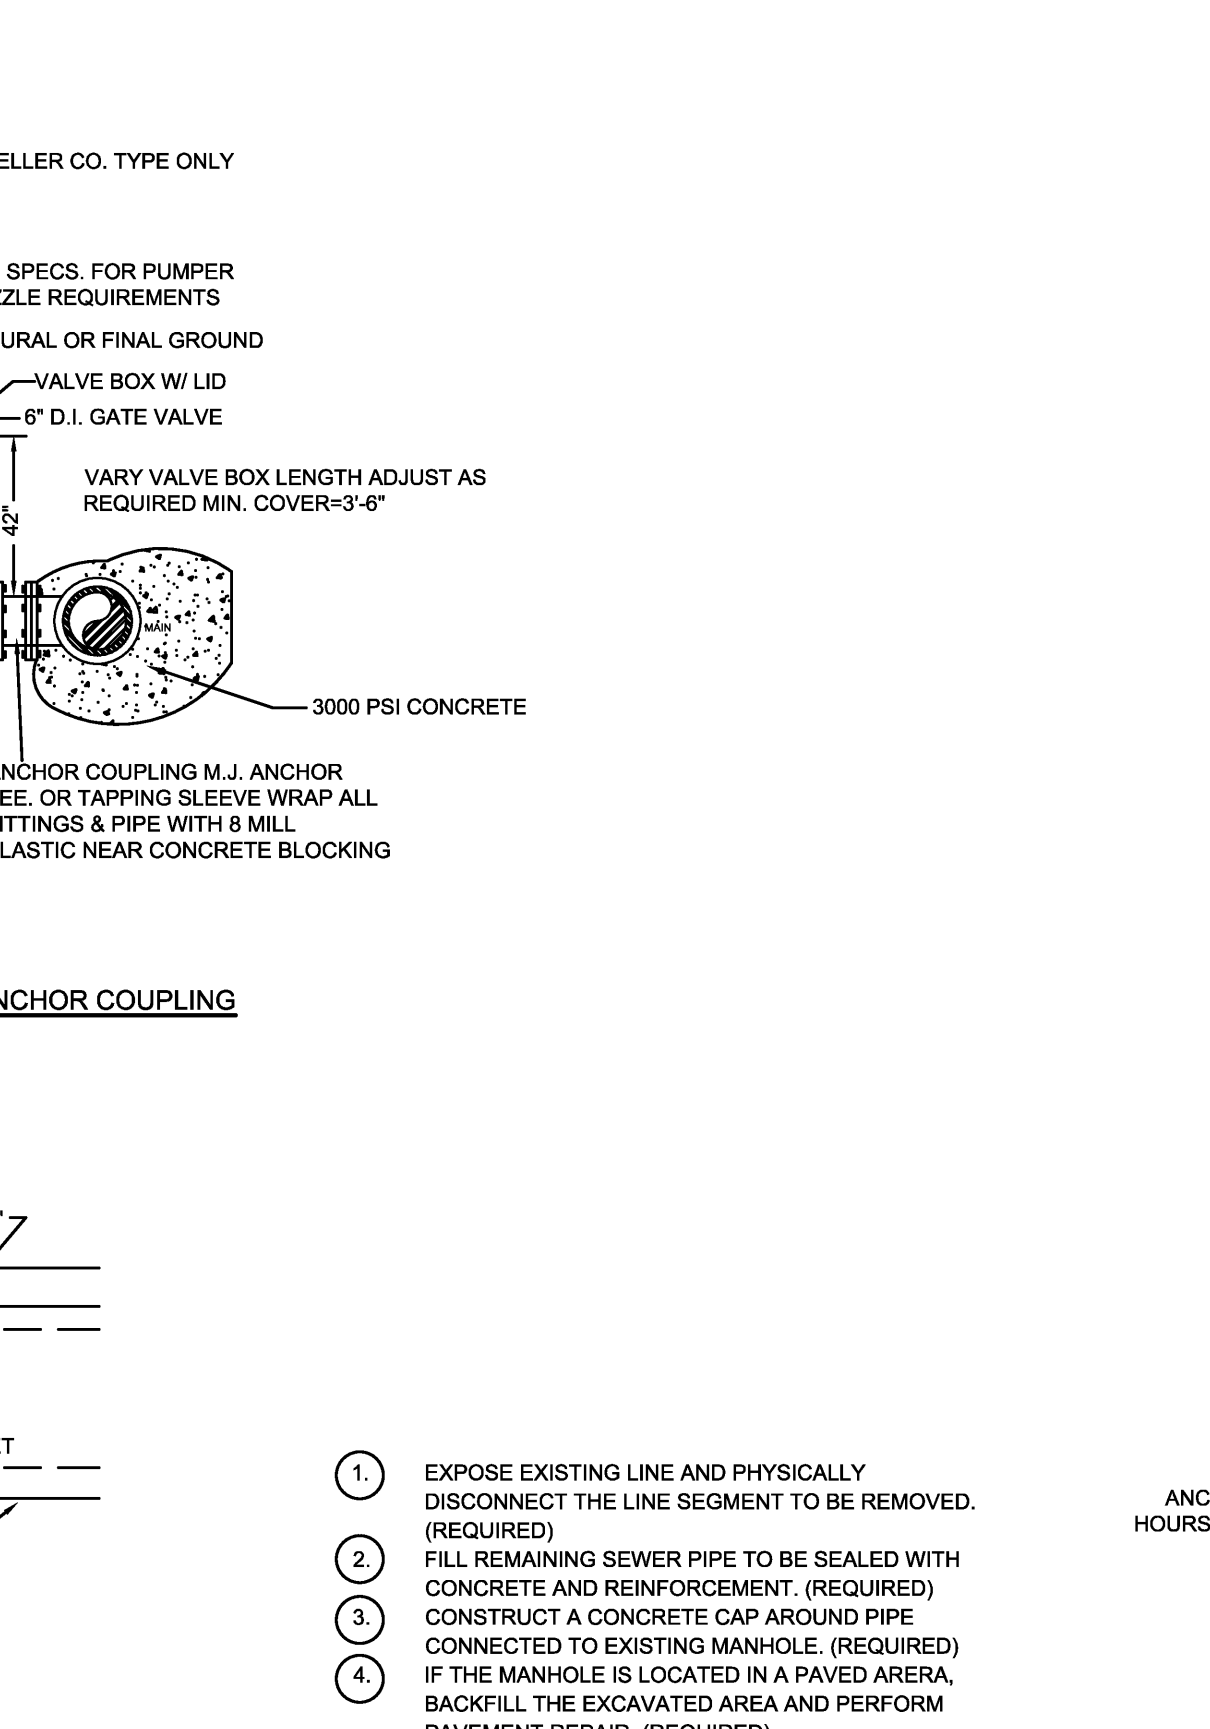 ELLER CO. TYPE ONLY
SPECS. FOR PUMPER
ZZLE REQUIREMENTS
URAL OR FINAL GROUND
VALVE BOX W/ LID
6" D.I. GATE VALVE
VARY VALVE BOX LENGTH ADJUST AS
REQUIRED MIN. COVER=3'-6"
42"
MAIN
3000 PSI CONCRETE
NCHOR COUPLING M.J. ANCHOR
EE. OR TAPPING SLEEVE WRAP ALL
ITTINGS & PIPE WITH 8 MILL
LASTIC NEAR CONCRETE BLOCKING
NCHOR COUPLING
ET
1. EXPOSE EXISTING LINE AND PHYSICALLY
DISCONNECT THE LINE SEGMENT TO BE REMOVED.
(REQUIRED)
2. FILL REMAINING SEWER PIPE TO BE SEALED WITH
CONCRETE AND REINFORCEMENT. (REQUIRED)
3. CONSTRUCT A CONCRETE CAP AROUND PIPE
CONNECTED TO EXISTING MANHOLE. (REQUIRED)
4. IF THE MANHOLE IS LOCATED IN A PAVED ARERA,
BACKFILL THE EXCAVATED AREA AND PERFORM
PAVEMENT REPAIR. (REQUIRED)
ANC
HOURS